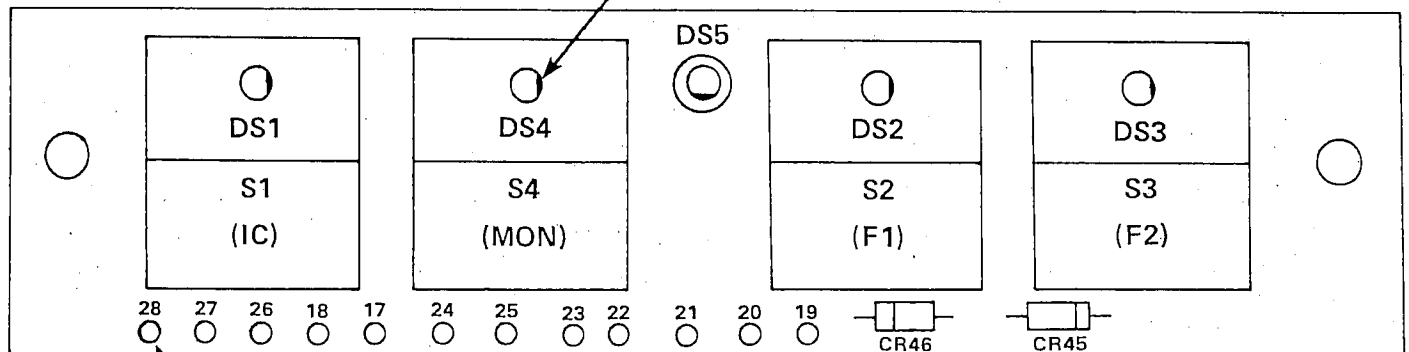 DS5
DS1 DS4 DS2 DS3
S1 S4 S2 S3
(IC) (MON) (F1) (F2)
28 27 26 18 17 24 25 23 22 21 20 19
CR46 CR45